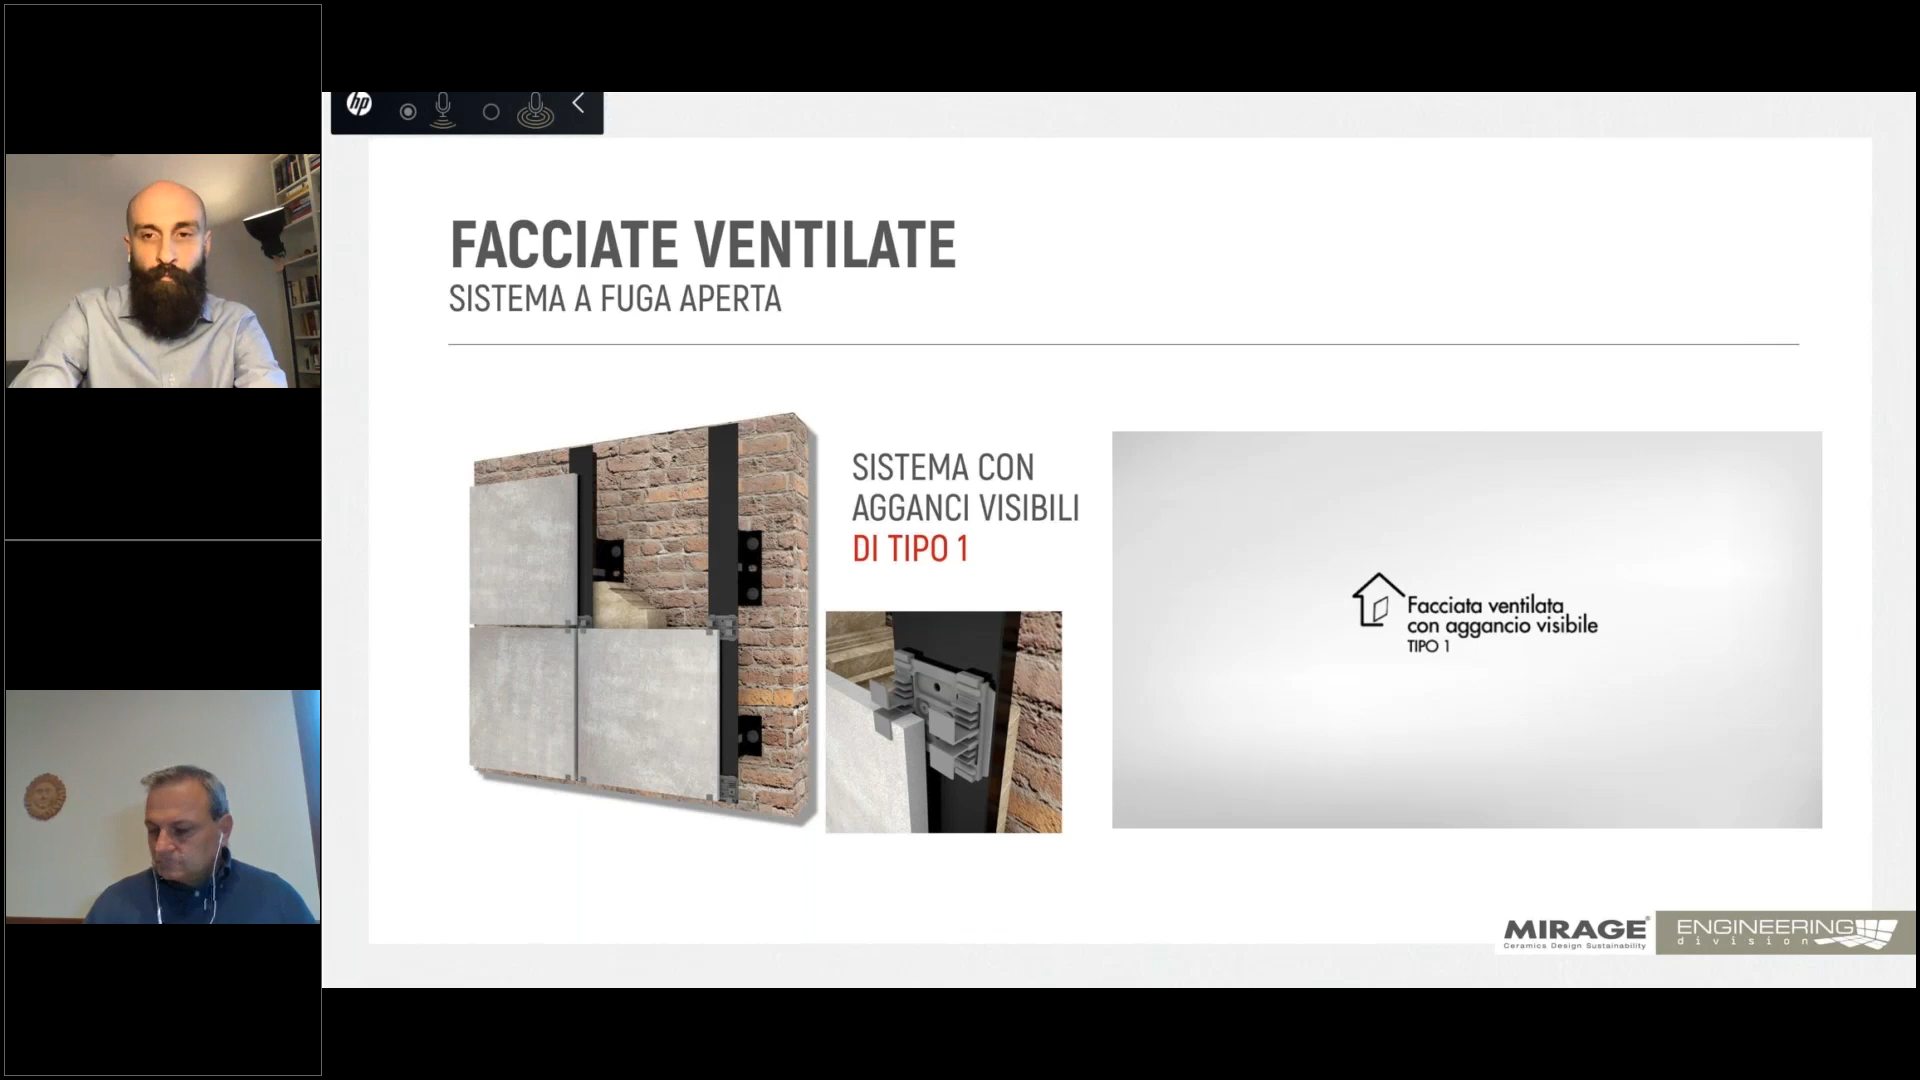 hp
FACCIATE VENTILATE
SISTEMA A FUGA APERTA
SISTEMA CON
AGGANCI VISIBILI
DI TIPO 1
Facciata ventilata
con aggancio visibile
TIPO 1
MIRAGE®
Ceramics Design Sustainability
ENGINEERING
division